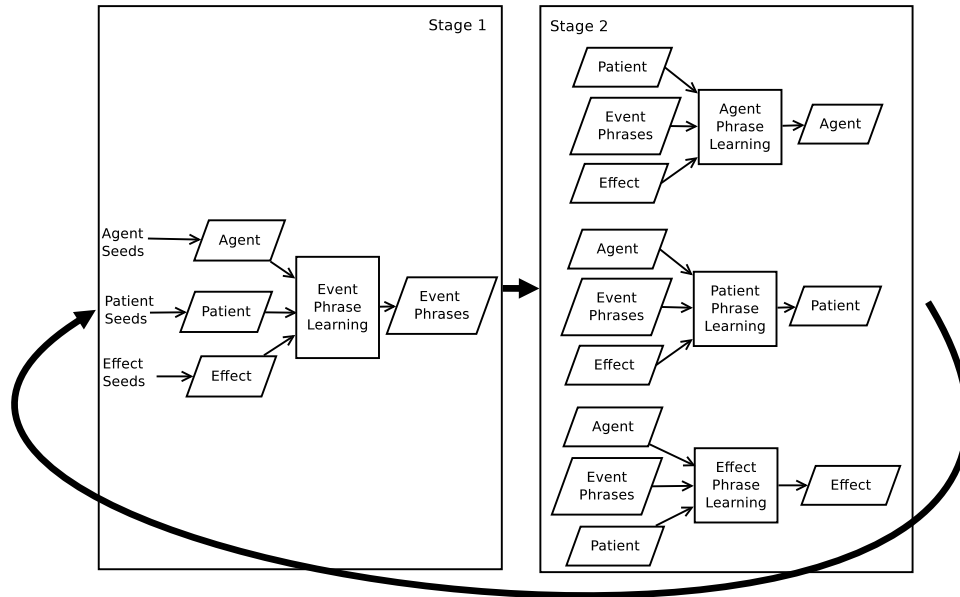 Stage 1
Agent
Seeds
Agent
Patient
Seeds
Patient
Effect
Seeds
Effect
Event
Phrase
Learning
Event
Phrases
Stage 2
Patient
Event
Phrases
Effect
Agent
Phrase
Learning
Agent
Agent
Event
Phrases
Effect
Patient
Phrase
Learning
Patient
Agent
Event
Phrases
Patient
Effect
Phrase
Learning
Effect